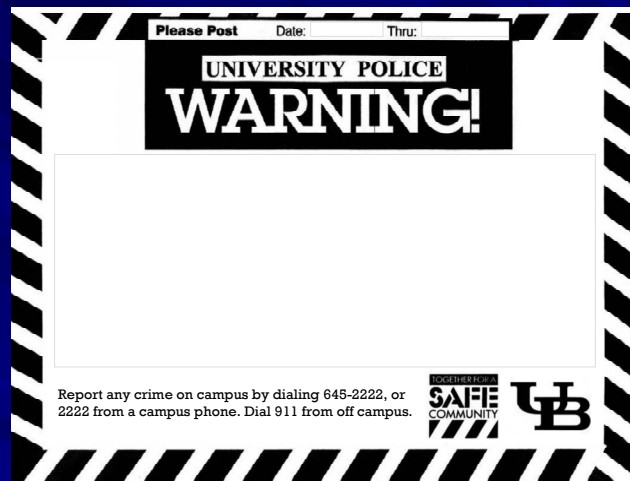 Please Post Date: Thru:
UNIVERSITY POLICE
WARNING!
Report any crime on campus by dialing 645-2222, or
2222 from a campus phone. Dial 911 from off campus.
TOGETHER FOR A
SAFE
COMMUNITY
UB